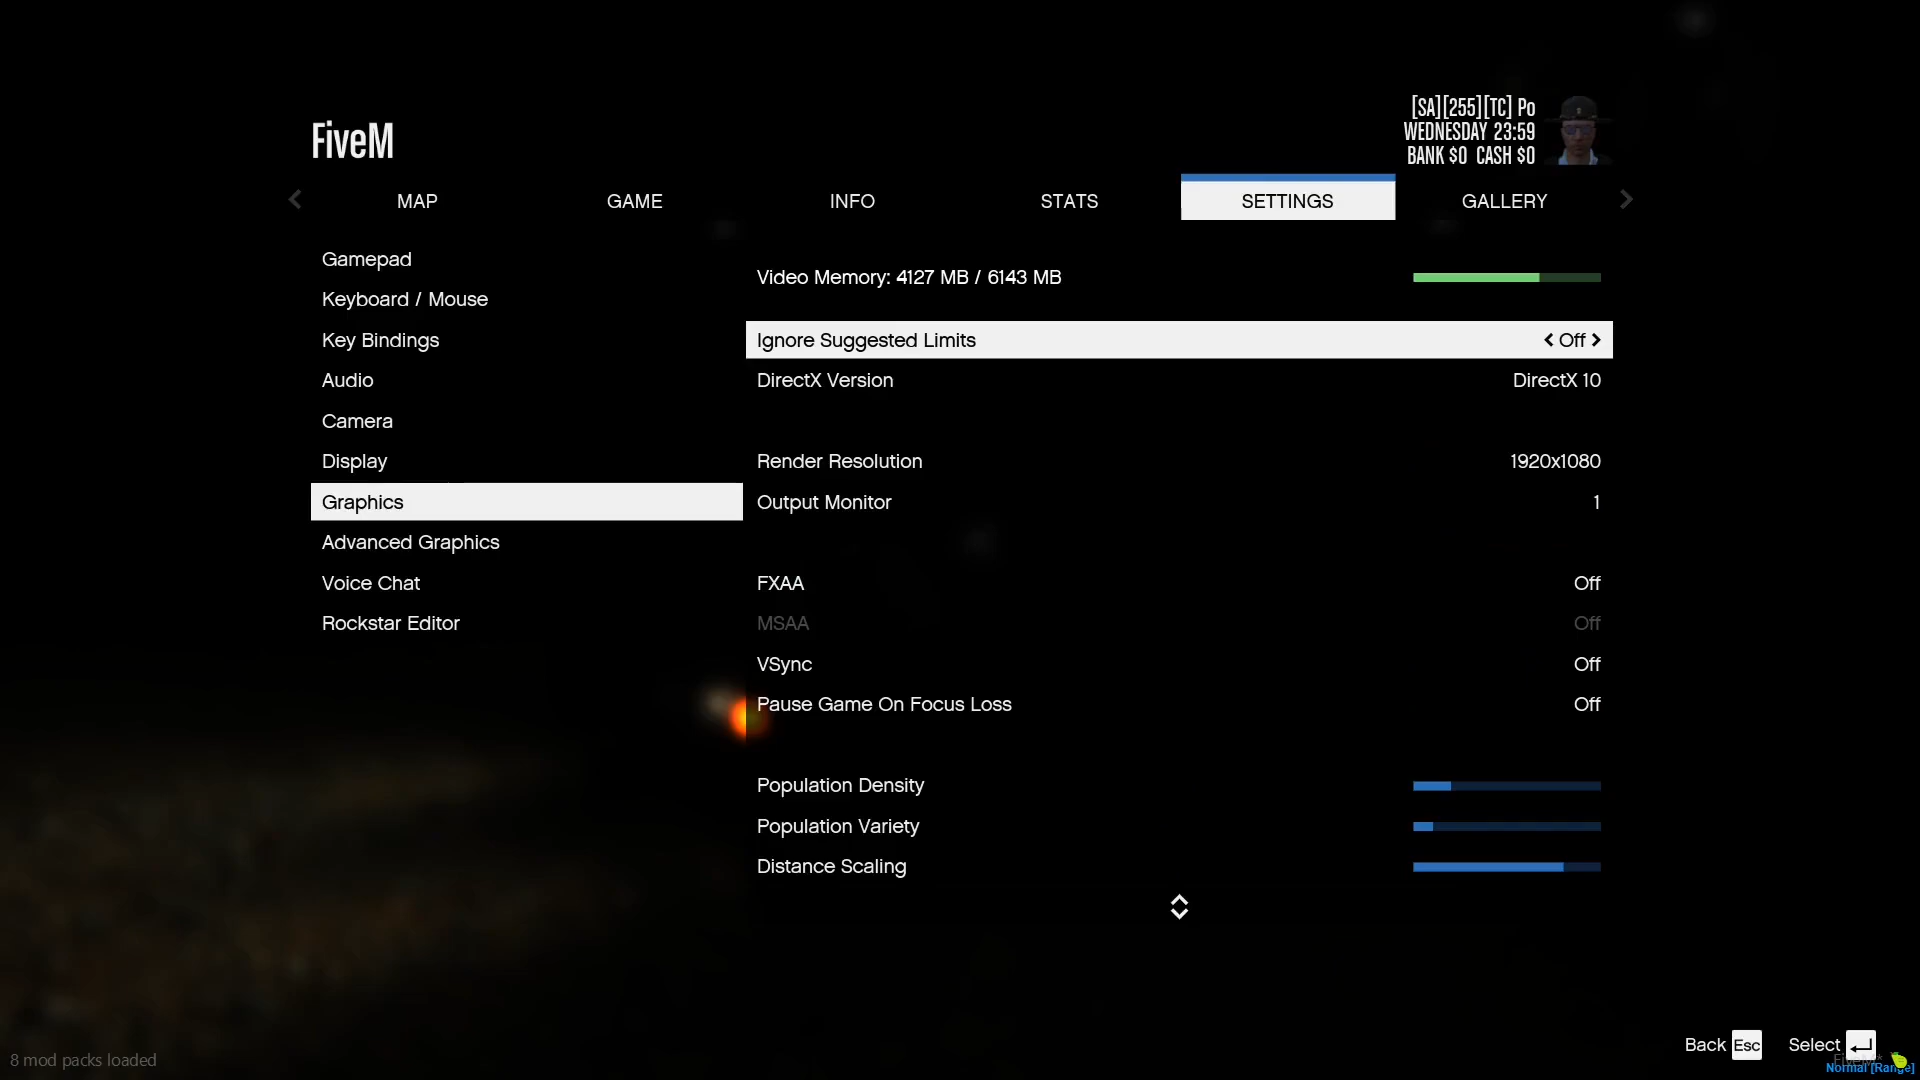 [SA][255][TC] Po
WEDNESDAY 23:59
BANK $0 CASH $0
FiveM
MAP GAME INFO STATS SETTINGS GALLERY
Gamepad
Keyboard / Mouse
Key Bindings
Audio
Camera
Display
Graphics
Advanced Graphics
Voice Chat
Rockstar Editor
Video Memory: 4127 MB / 6143 MB
Ignore Suggested Limits Off
DirectX Version DirectX 10
Render Resolution 1920x1080
Output Monitor 1
FXAA Off
MSAA Off
VSync Off
Pause Game On Focus Loss Off
Population Density
Population Variety
Distance Scaling
Back Esc Select
8 mod packs loaded
Normal [Range]